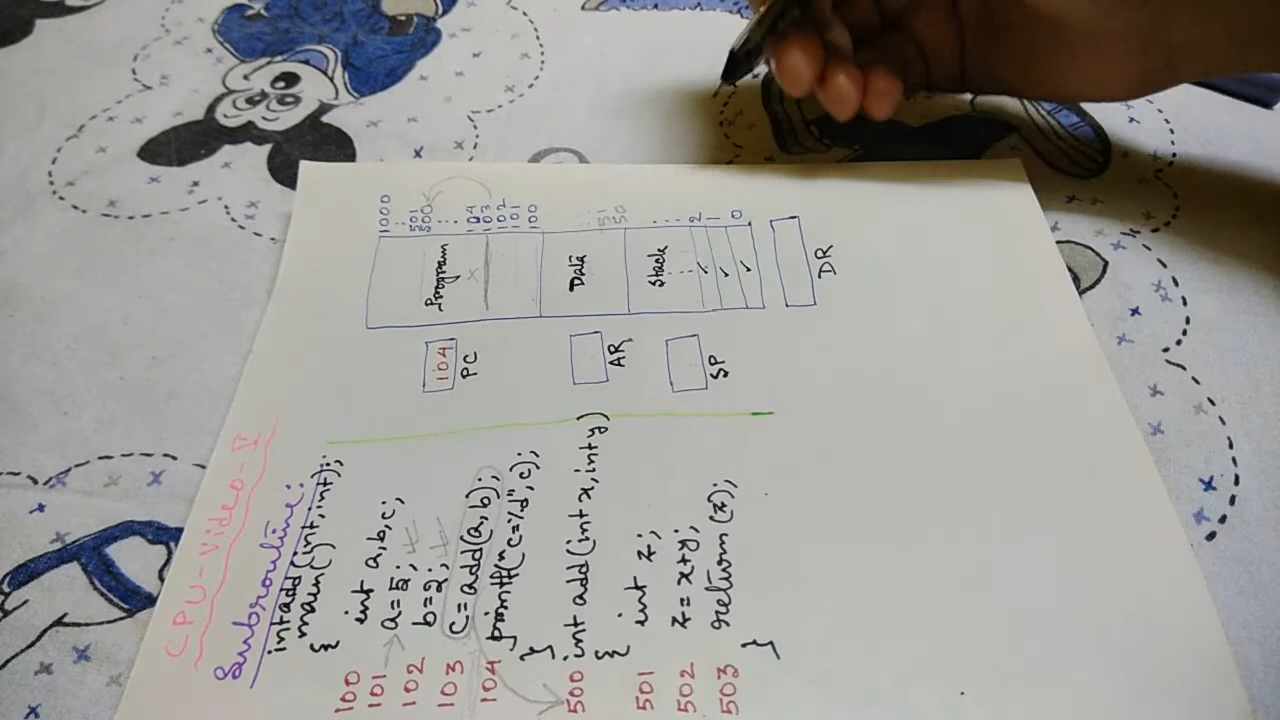 CPU-Video-V
Subroutine:
int add(int,int);
main()
{
100 int a,b,c;
101 a=5;
102 b=2;
103 c=add(a,b);
104 printf("c=%d",c);
}
500 int add(int x,int y)
{
501 int z;
502 z=x+y;
503 return(z);
}
1000
501
500
104
103
102
101
100
51
50
2
1
0
Program
Data
Stack
104
PC
AR
SP
DR